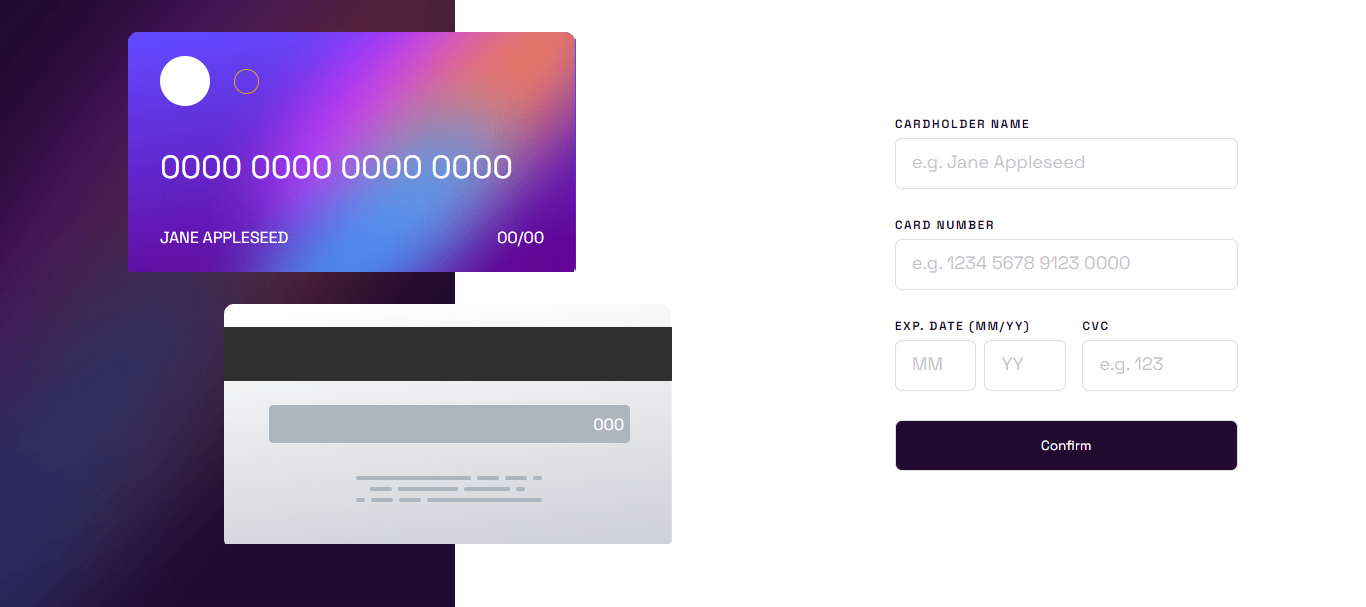 0000 0000 0000 0000
JANE APPLESEED 00/00
000
CARDHOLDER NAME
e.g. Jane Appleseed
CARD NUMBER
e.g. 1234 5678 9123 0000
EXP. DATE (MM/YY) CVC
MM YY e.g. 123
Confirm